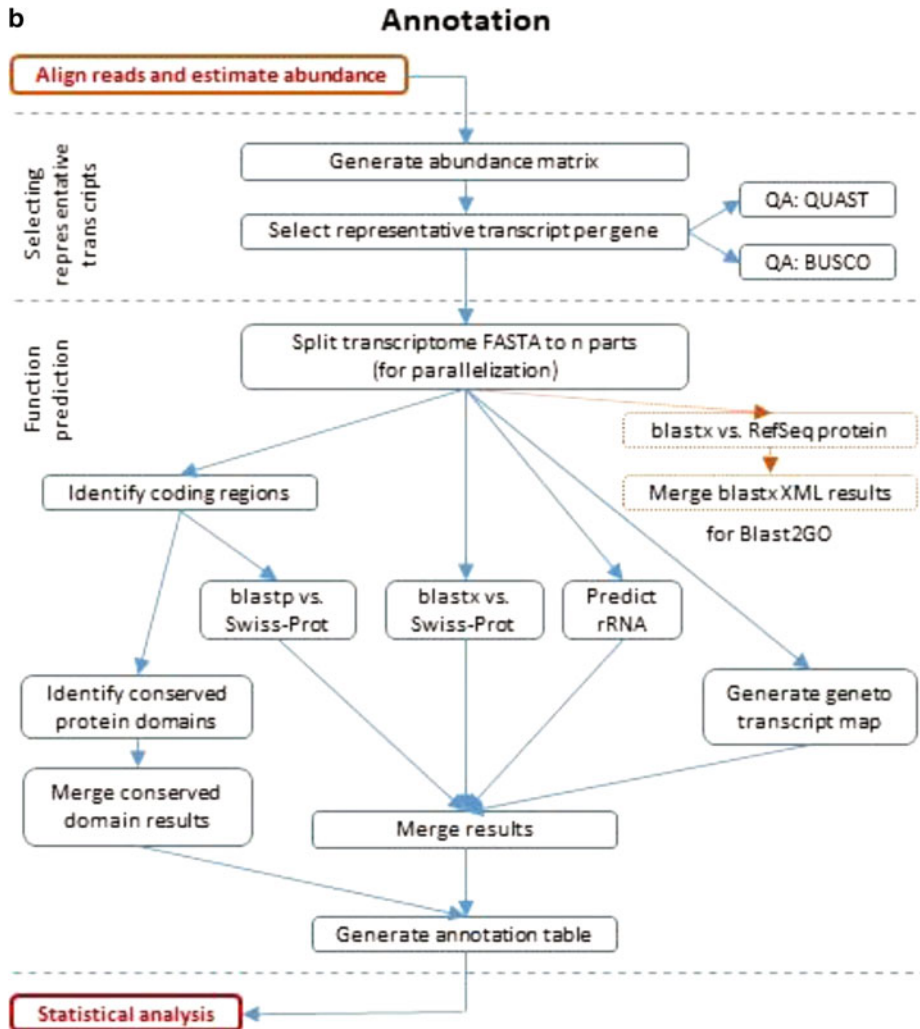 b
Annotation
Align reads and estimate abundance
Selecting
representative
transcripts
Generate abundance matrix
Select representative transcript per gene
QA: QUAST
QA: BUSCO
Function
prediction
Split transcriptome FASTA to n parts
(for parallelization)
blastx vs. RefSeq protein
Merge blastx XML results
for Blast2GO
Identify coding regions
blastp vs.
Swiss-Prot
blastx vs.
Swiss-Prot
Predict
rRNA
Identify conserved
protein domains
Generate gene to
transcript map
Merge conserved
domain results
Merge results
Generate annotation table
Statistical analysis